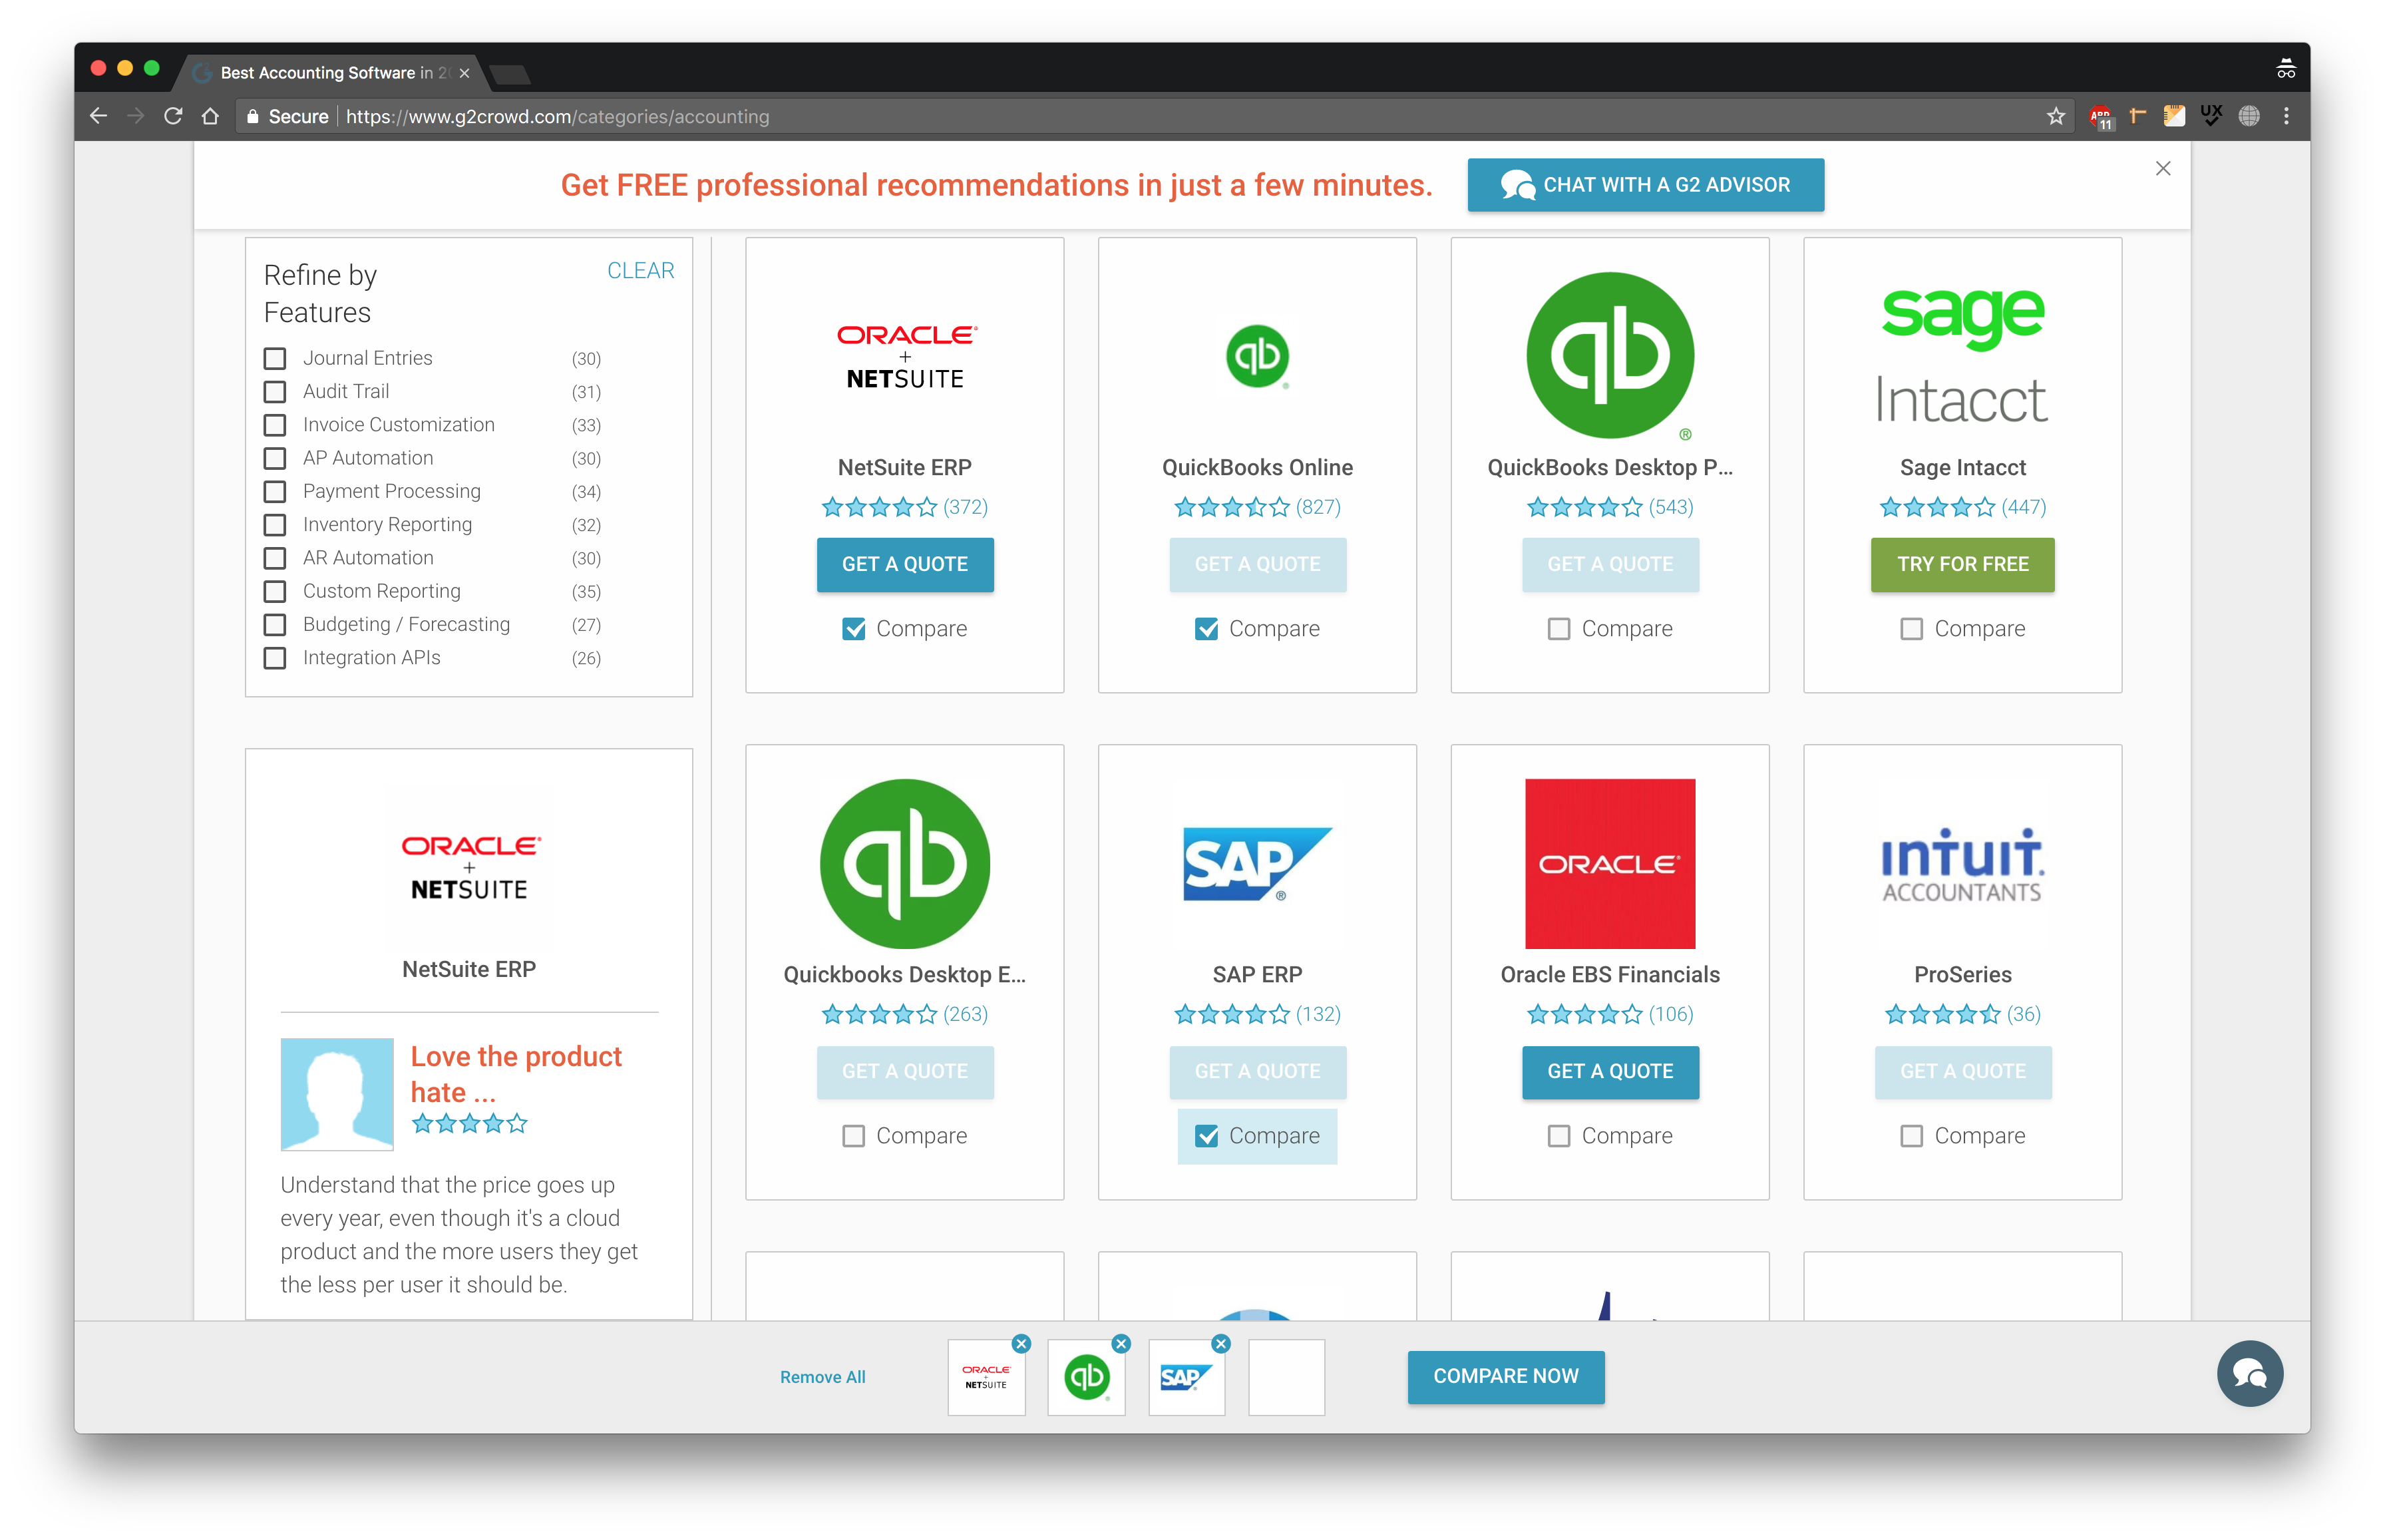 Best Accounting Software in 20
Secure https://www.g2crowd.com/categories/accounting
ABP
11
UX
Get FREE professional recommendations in just a few minutes.
CHAT WITH A G2 ADVISOR
Refine by
Features
CLEAR
Journal Entries (30)
Audit Trail (31)
Invoice Customization (33)
AP Automation (30)
Payment Processing (34)
Inventory Reporting (32)
AR Automation (30)
Custom Reporting (35)
Budgeting / Forecasting (27)
Integration APIs (26)
ORACLE®
+
NETSUITE
NetSuite ERP
(372)
GET A QUOTE
Compare
qb®
QuickBooks Online
(827)
GET A QUOTE
Compare
qb®
QuickBooks Desktop P...
(543)
GET A QUOTE
Compare
sage
Intacct
Sage Intacct
(447)
TRY FOR FREE
Compare
ORACLE®
+
NETSUITE
NetSuite ERP
Love the product
hate ...
Understand that the price goes up
every year, even though it's a cloud
product and the more users they get
the less per user it should be.
qb
Quickbooks Desktop E...
(263)
GET A QUOTE
Compare
SAP®
SAP ERP
(132)
GET A QUOTE
Compare
ORACLE®
Oracle EBS Financials
(106)
GET A QUOTE
Compare
intuit.
ACCOUNTANTS
ProSeries
(36)
GET A QUOTE
Compare
Remove All
ORACLE
+
NETSUITE
qb
SAP
COMPARE NOW